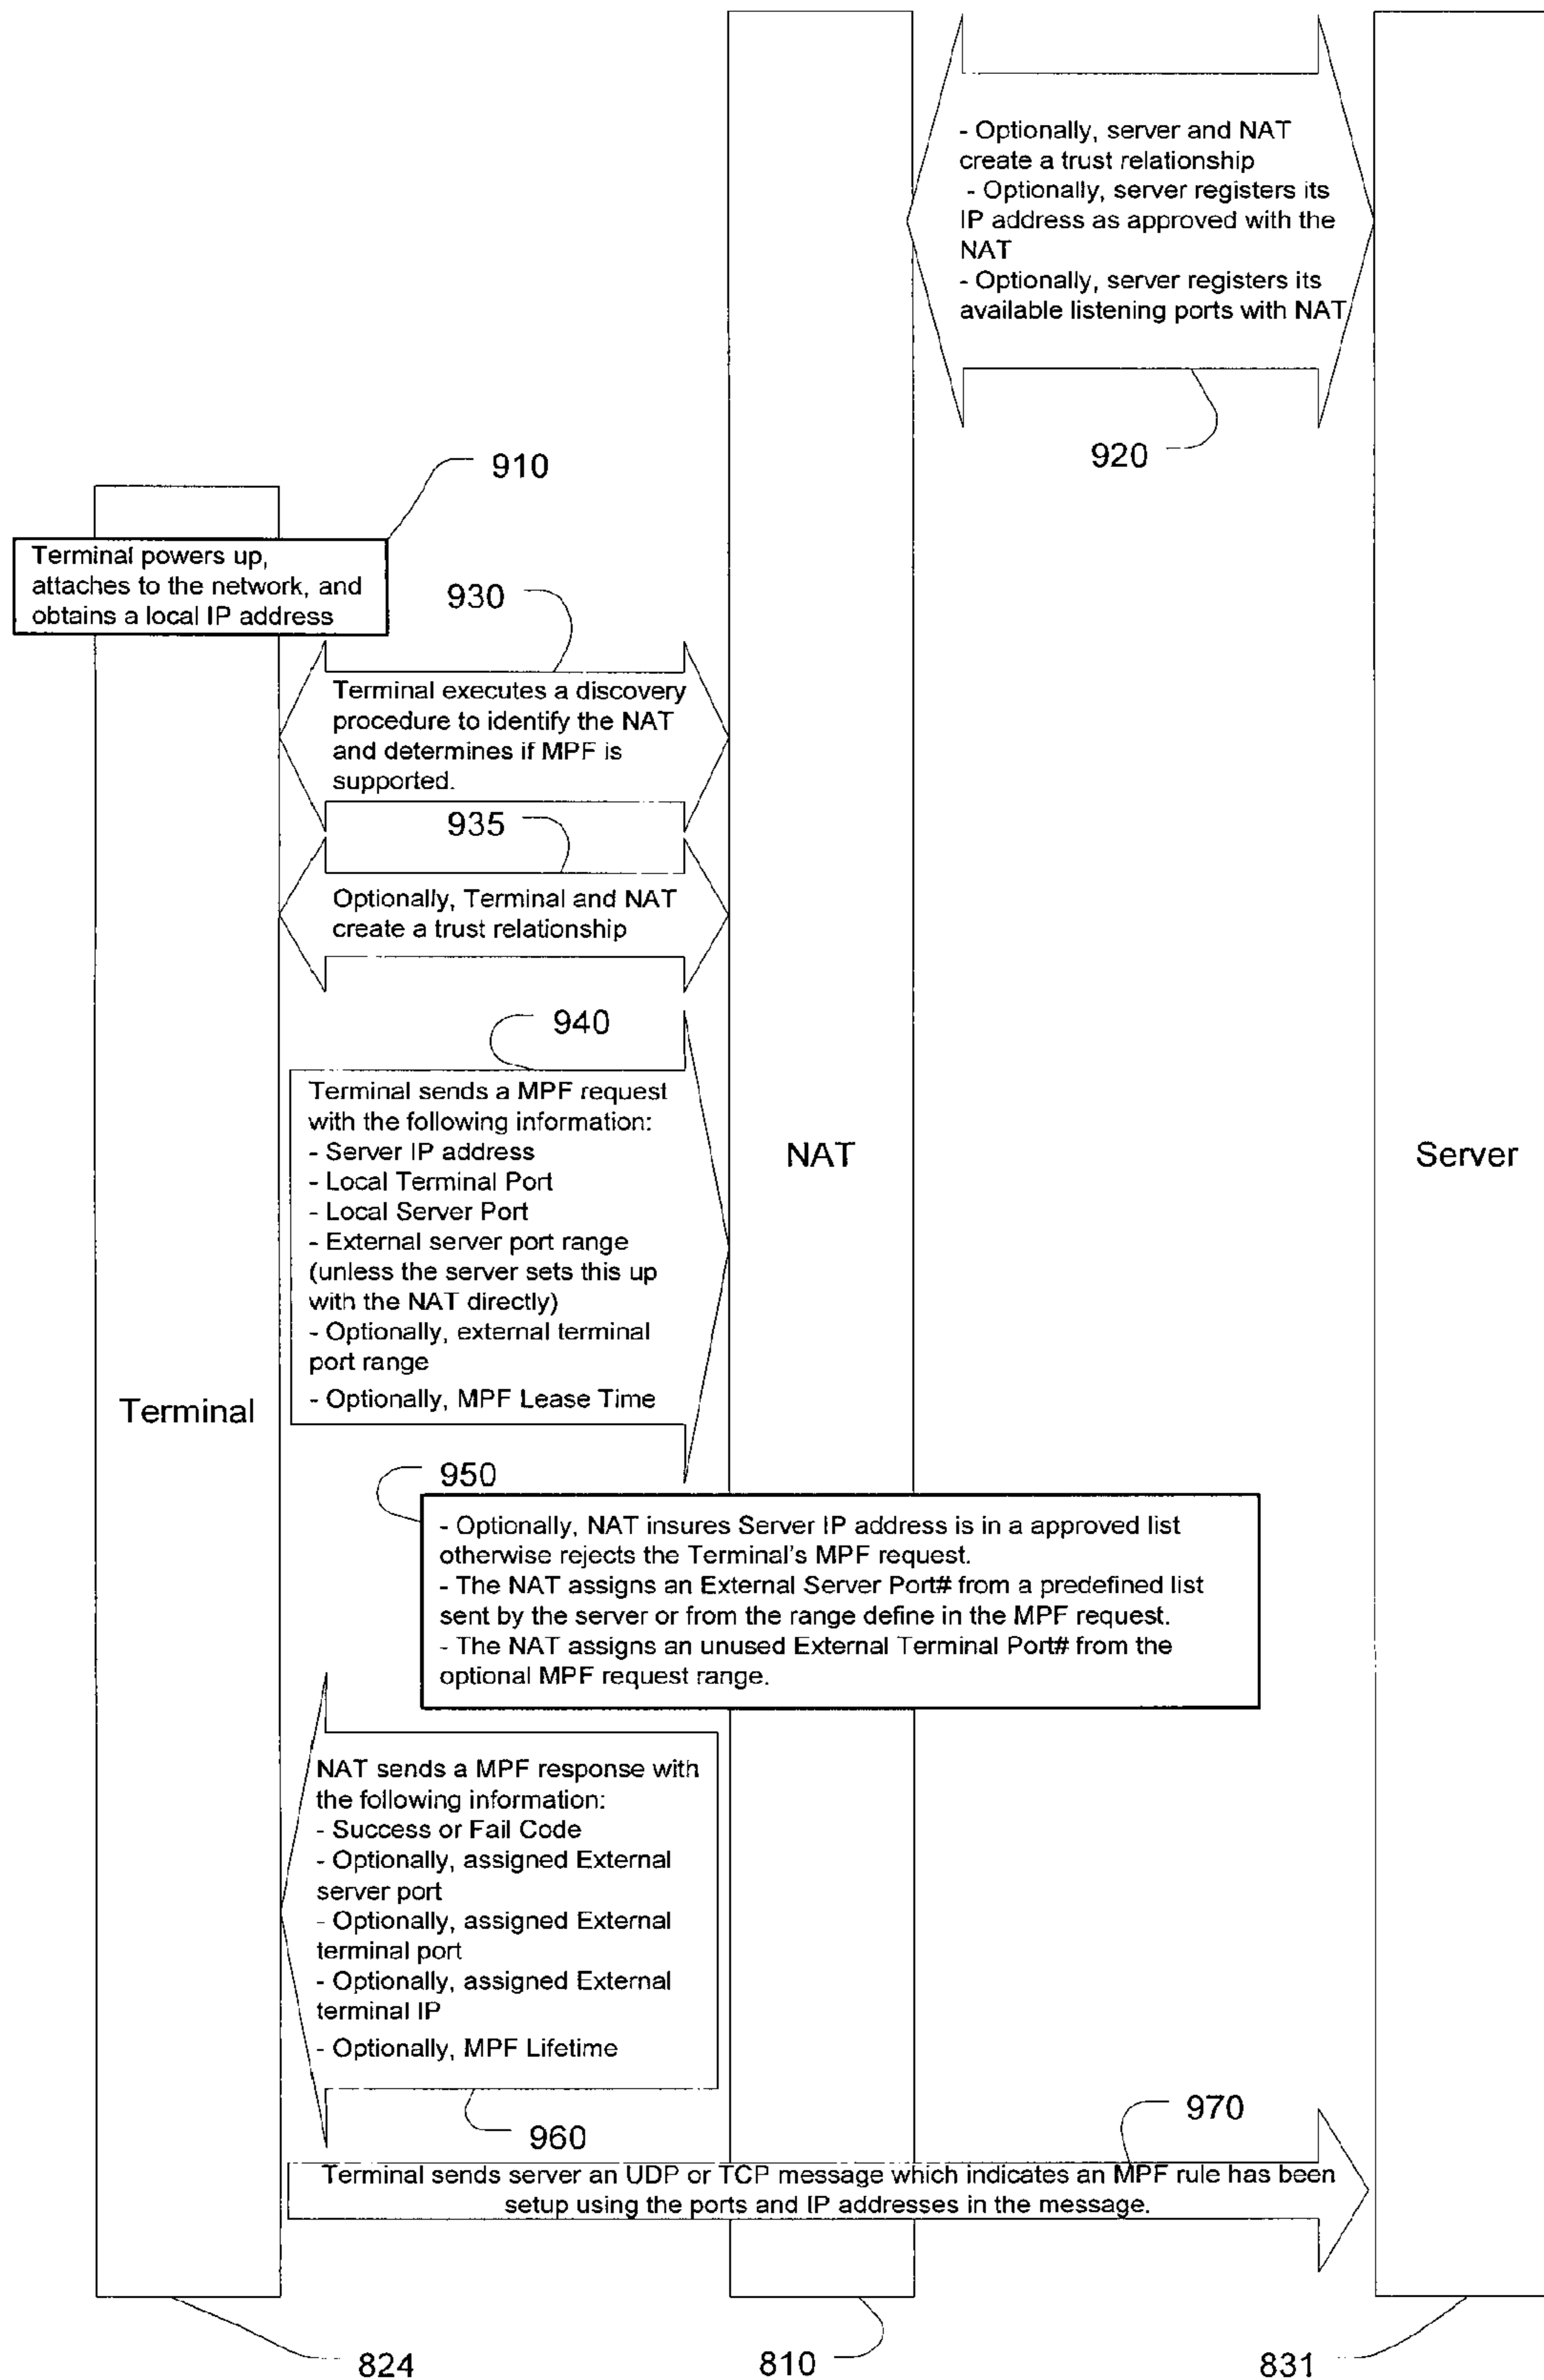 - Optionally, server and NAT
create a trust relationship
- Optionally, server registers its
IP address as approved with the
NAT
- Optionally, server registers its
available listening ports with NAT
920
910
Terminal powers up,
attaches to the network, and
obtains a local IP address
930
Terminal executes a discovery
procedure to identify the NAT
and determines if MPF is
supported.
935
Optionally, Terminal and NAT
create a trust relationship
940
Terminal sends a MPF request
with the following information:
- Server IP address
- Local Terminal Port
- Local Server Port
- External server port range
(unless the server sets this up
with the NAT directly)
- Optionally, external terminal
port range
- Optionally, MPF Lease Time
NAT
Server
Terminal
950
- Optionally, NAT insures Server IP address is in a approved list
otherwise rejects the Terminal's MPF request.
- The NAT assigns an External Server Port# from a predefined list
sent by the server or from the range define in the MPF request.
- The NAT assigns an unused External Terminal Port# from the
optional MPF request range.
NAT sends a MPF response with
the following information:
- Success or Fail Code
- Optionally, assigned External
server port
- Optionally, assigned External
terminal port
- Optionally, assigned External
terminal IP
- Optionally, MPF Lifetime
960
970
Terminal sends server an UDP or TCP message which indicates an MPF rule has been
setup using the ports and IP addresses in the message.
824
810
831